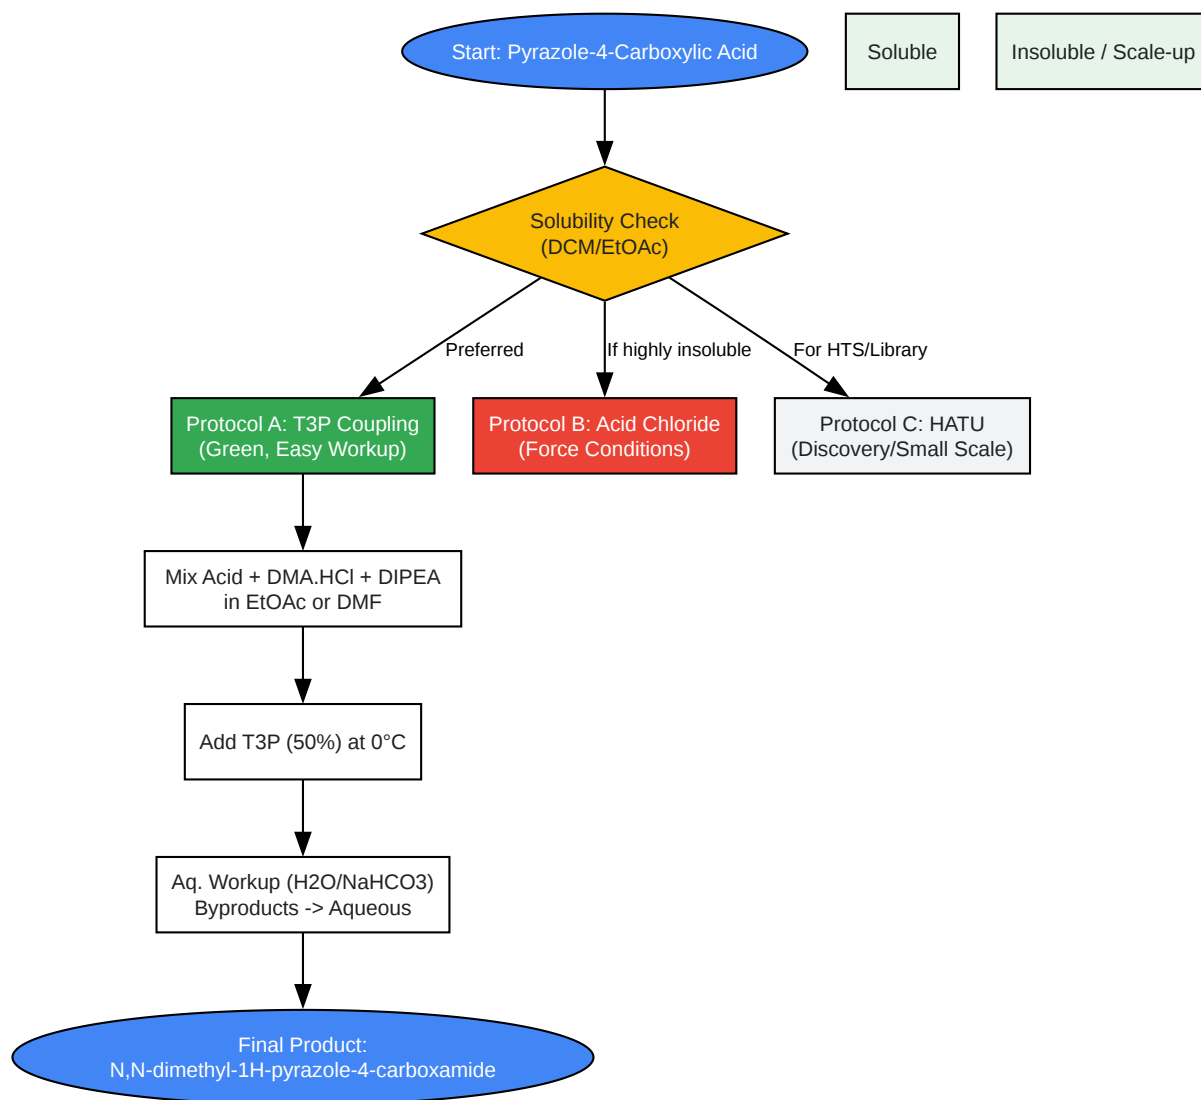 Start: Pyrazole-4-Carboxylic Acid
Soluble
Insoluble / Scale-up
Solubility Check
(DCM/EtOAc)
Preferred
If highly insoluble
For HTS/Library
Protocol A: T3P Coupling
(Green, Easy Workup)
Protocol B: Acid Chloride
(Force Conditions)
Protocol C: HATU
(Discovery/Small Scale)
Mix Acid + DMA.HCl + DIPEA
in EtOAc or DMF
Add T3P (50%) at 0°C
Aq. Workup (H2O/NaHCO3)
Byproducts -> Aqueous
Final Product:
N,N-dimethyl-1H-pyrazole-4-carboxamide